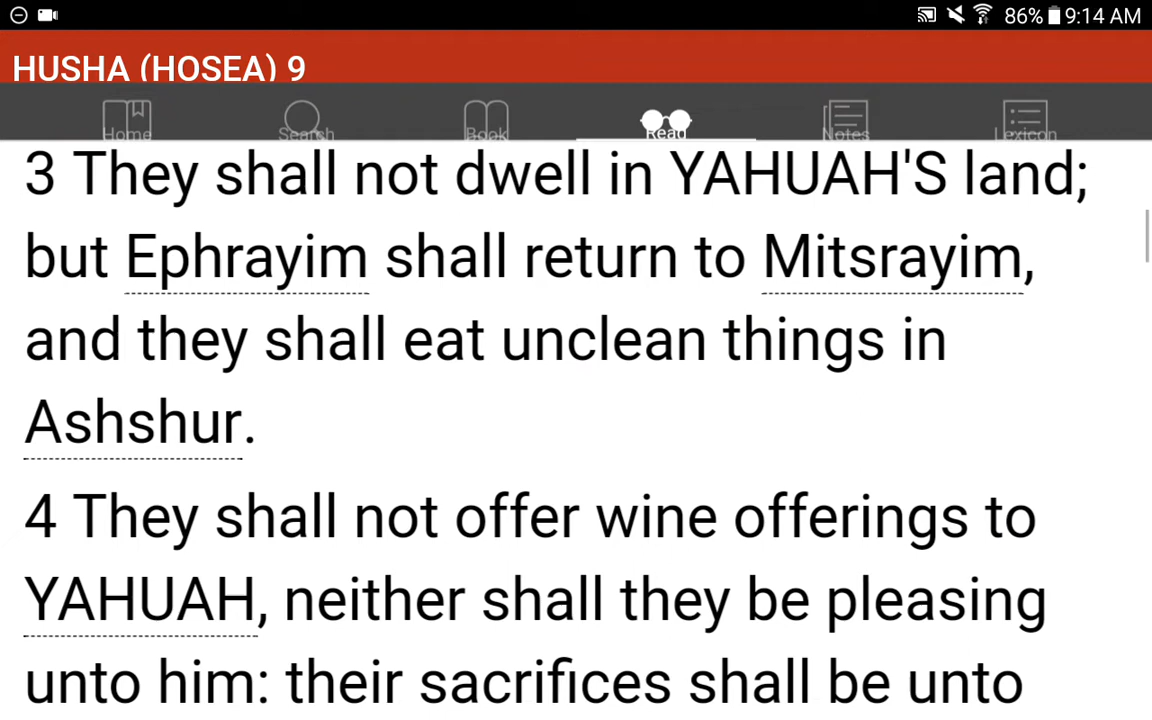 86% 9:14 AM
HUSHA (HOSEA) 9
Home Search Book Read Notes Lexicon
3 They shall not dwell in YAHUAH'S land;
but Ephrayim shall return to Mitsrayim,
and they shall eat unclean things in
Ashshur.
4 They shall not offer wine offerings to
YAHUAH, neither shall they be pleasing
unto him: their sacrifices shall be unto